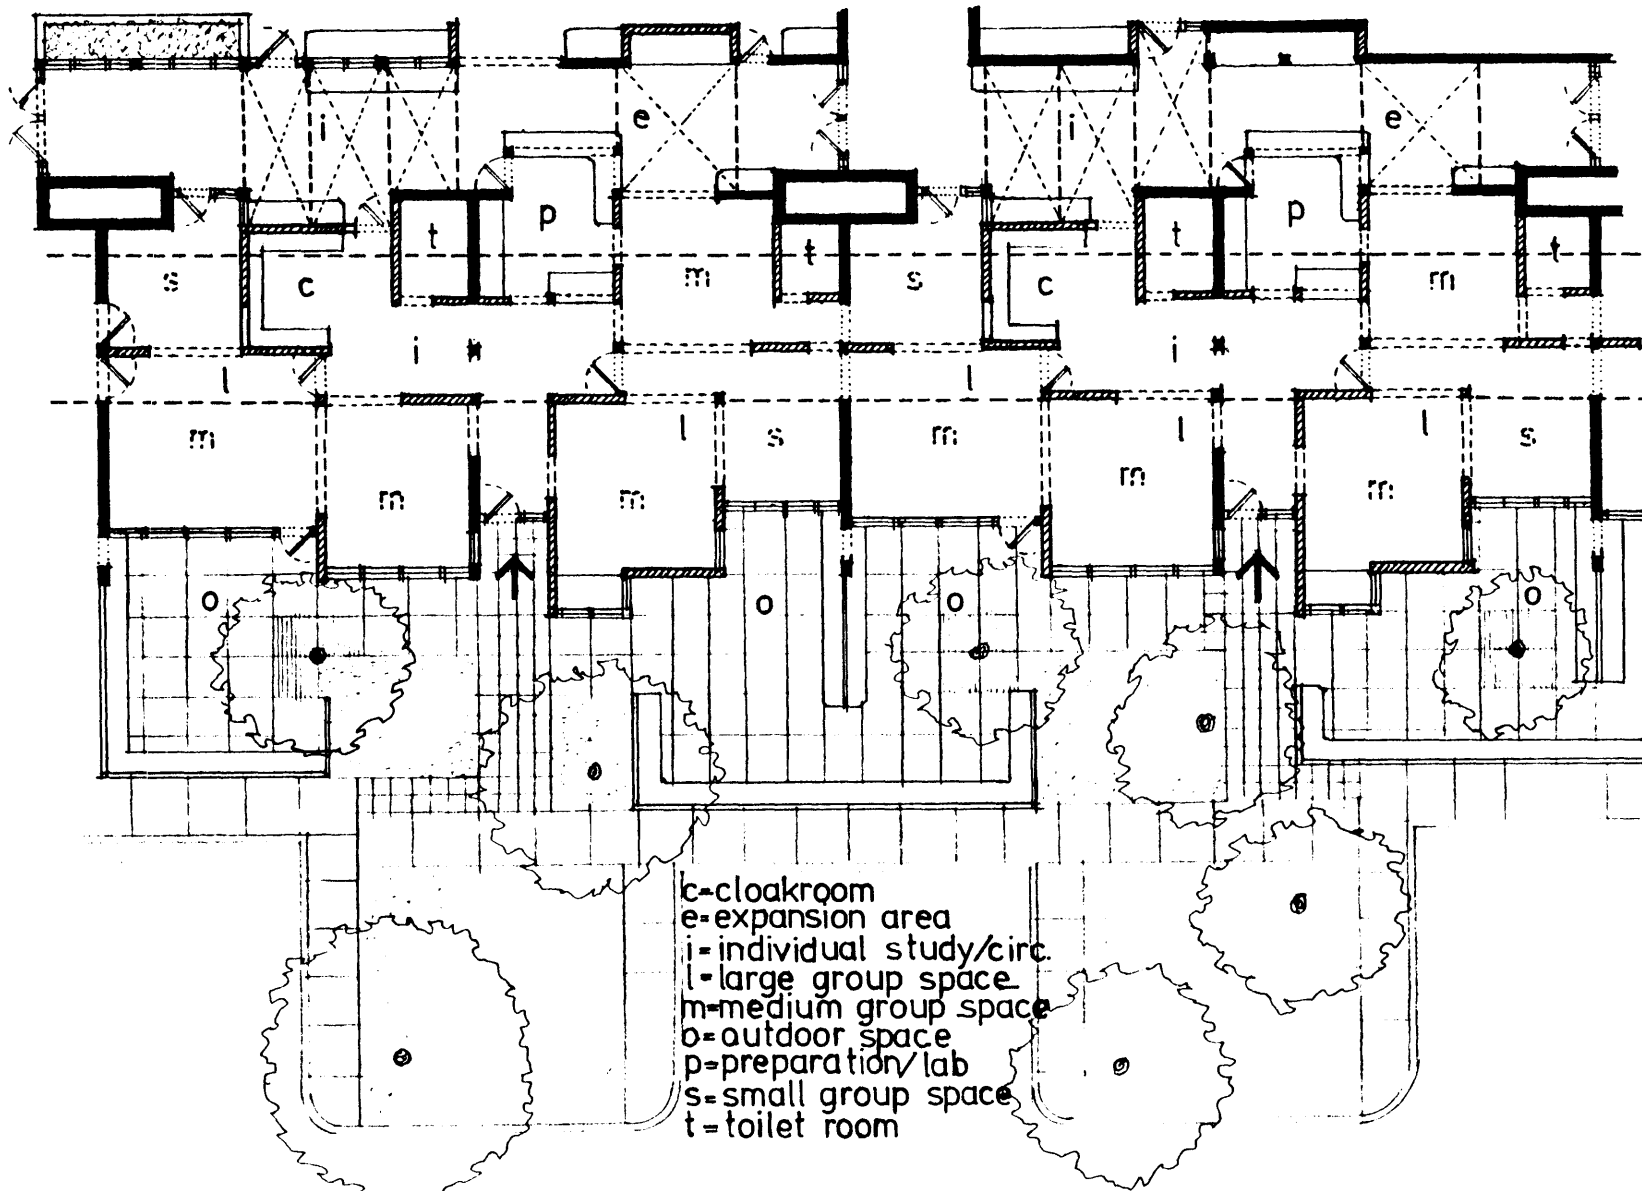 i e i e
p p
t t t t
s c m s c m
i i
l l
m l s m l l s
m m m m
o o o o
c=cloakroom
e=expansion area
i=individual study/circ.
l=large group space
m=medium group space
o=outdoor space
p=preparation/lab
s=small group space
t=toilet room